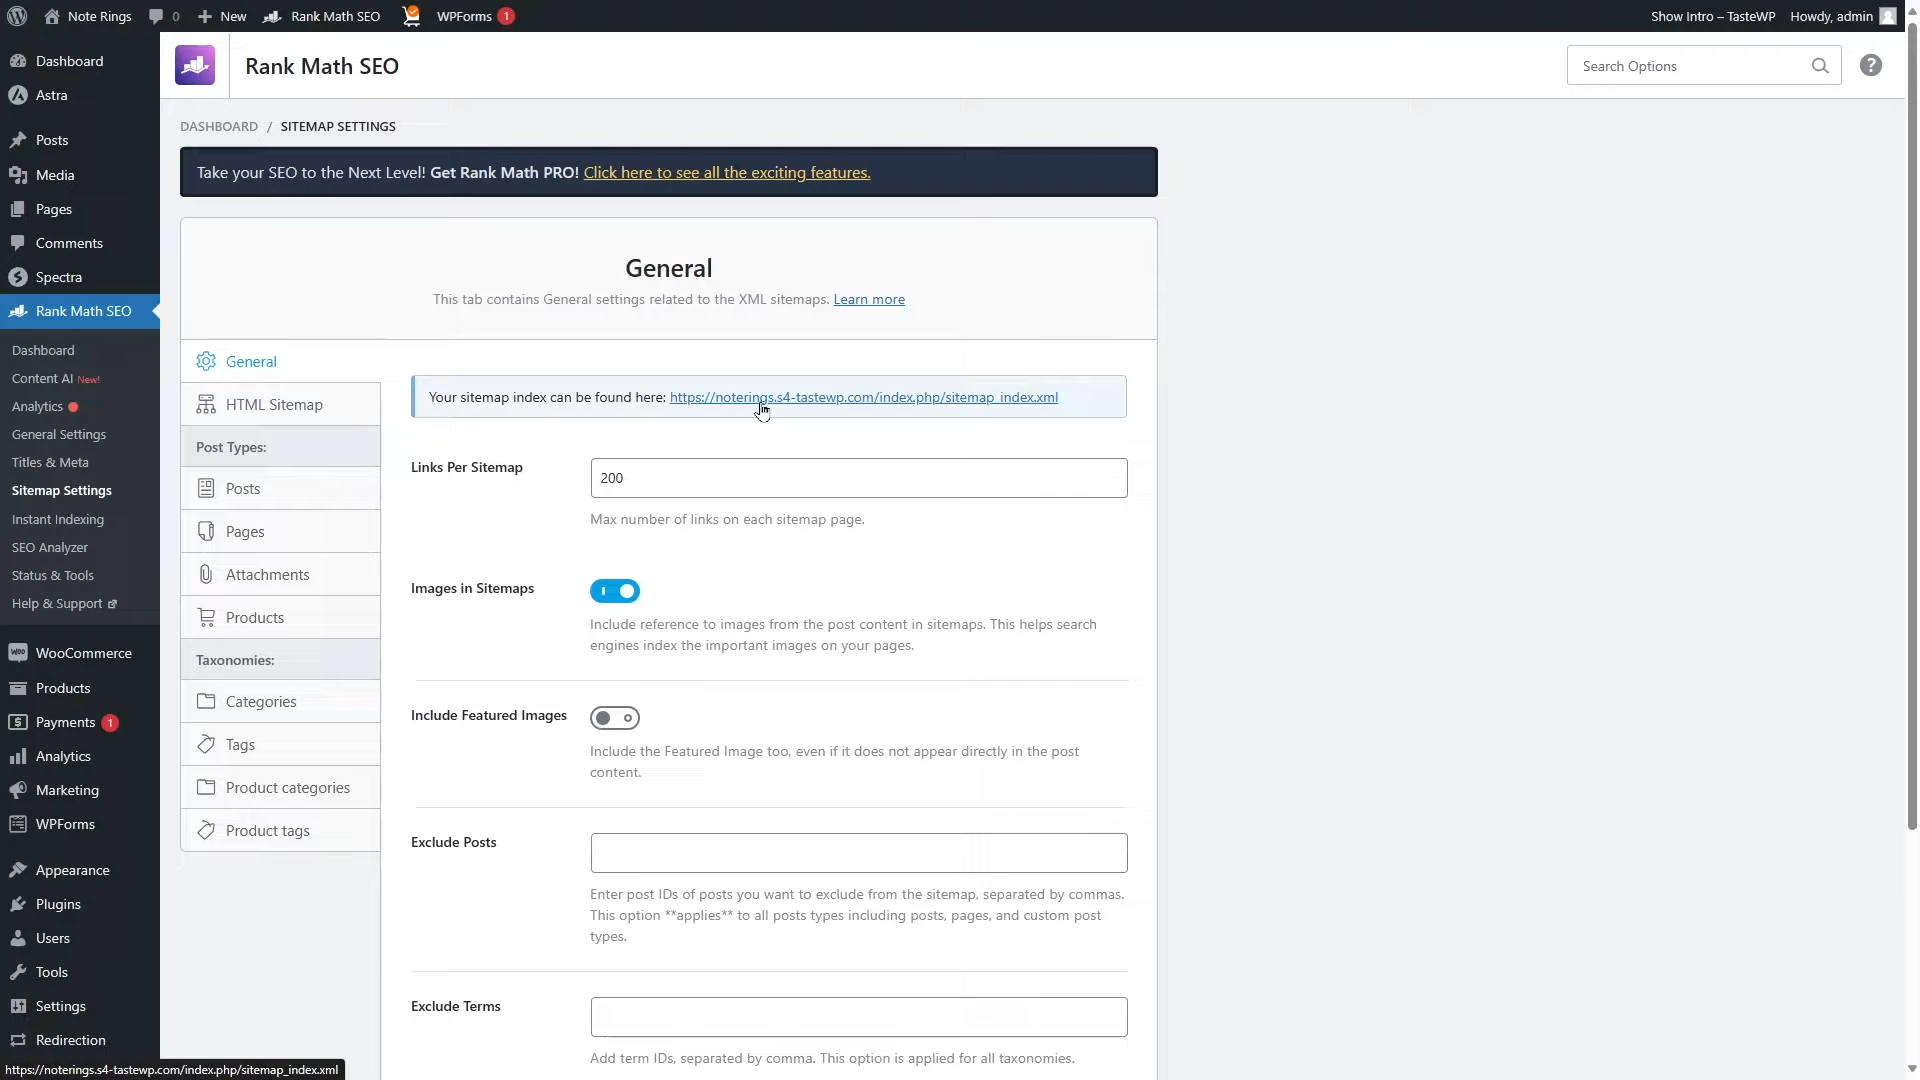 Note Rings
0
New
Rank Math SEO
WPForms 1
Show Intro – TasteWP
Howdy, admin
Dashboard
Astra
Posts
Media
Pages
Comments
Spectra
Rank Math SEO
Dashboard
Content AI New!
Analytics
General Settings
Titles & Meta
Sitemap Settings
Instant Indexing
SEO Analyzer
Status & Tools
Help & Support
WooCommerce
Products
Payments 1
Analytics
Marketing
WPForms
Appearance
Plugins
Users
Tools
Settings
Redirection
https://noterings.s4-tastewp.com/index.php/sitemap_index.xml
Rank Math SEO
Search Options
?
DASHBOARD / SITEMAP SETTINGS
Take your SEO to the Next Level! Get Rank Math PRO! Click here to see all the exciting features.
General
This tab contains General settings related to the XML sitemaps. Learn more
General
HTML Sitemap
Post Types:
Posts
Pages
Attachments
Products
Taxonomies:
Categories
Tags
Product categories
Product tags
Your sitemap index can be found here: https://noterings.s4-tastewp.com/index.php/sitemap_index.xml
Links Per Sitemap
200
Max number of links on each sitemap page.
Images in Sitemaps
Include reference to images from the post content in sitemaps. This helps search
engines index the important images on your pages.
Include Featured Images
Include the Featured Image too, even if it does not appear directly in the post
content.
Exclude Posts
Enter post IDs of posts you want to exclude from the sitemap, separated by commas.
This option **applies** to all posts types including posts, pages, and custom post
types.
Exclude Terms
Add term IDs, separated by comma. This option is applied for all taxonomies.